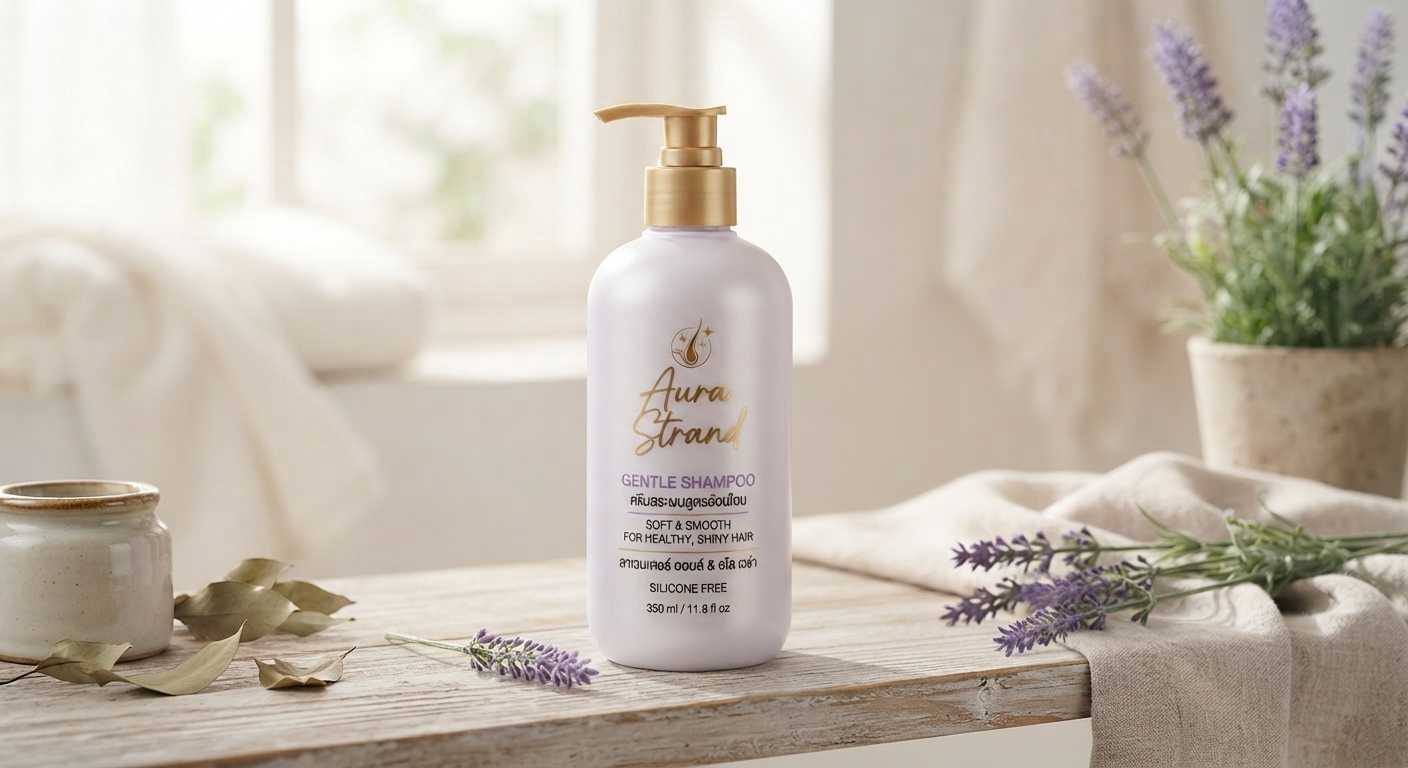 Aura
Strand
GENTLE SHAMPOO
SOFT & SMOOTH
FOR HEALTHY, SHINY HAIR
&
SILICONE FREE
350 ml / 11.8 fl oz